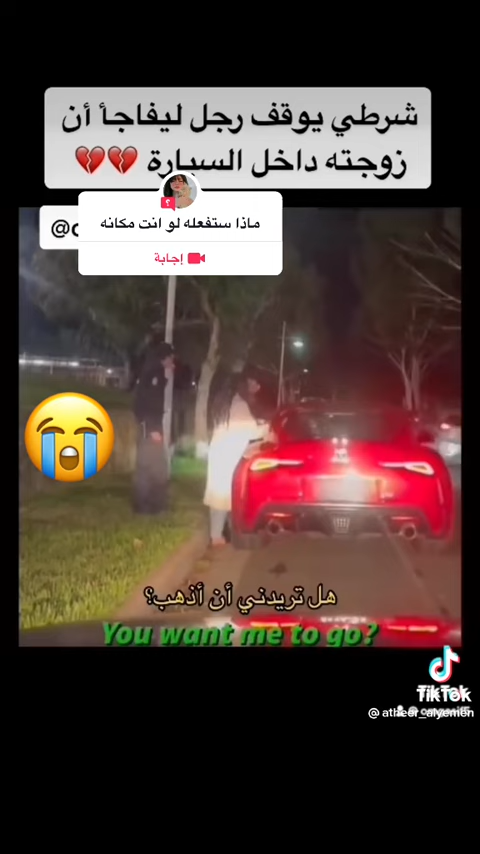 شرطي يوقف رجل ليفاجأ أن
زوجته داخل السيارة 💔💔
ماذا ستفعله لو انت مكانه
إجابة
هل تريدني أن أذهب؟
You want me to go?
TikTok
@ atheer_alyemen